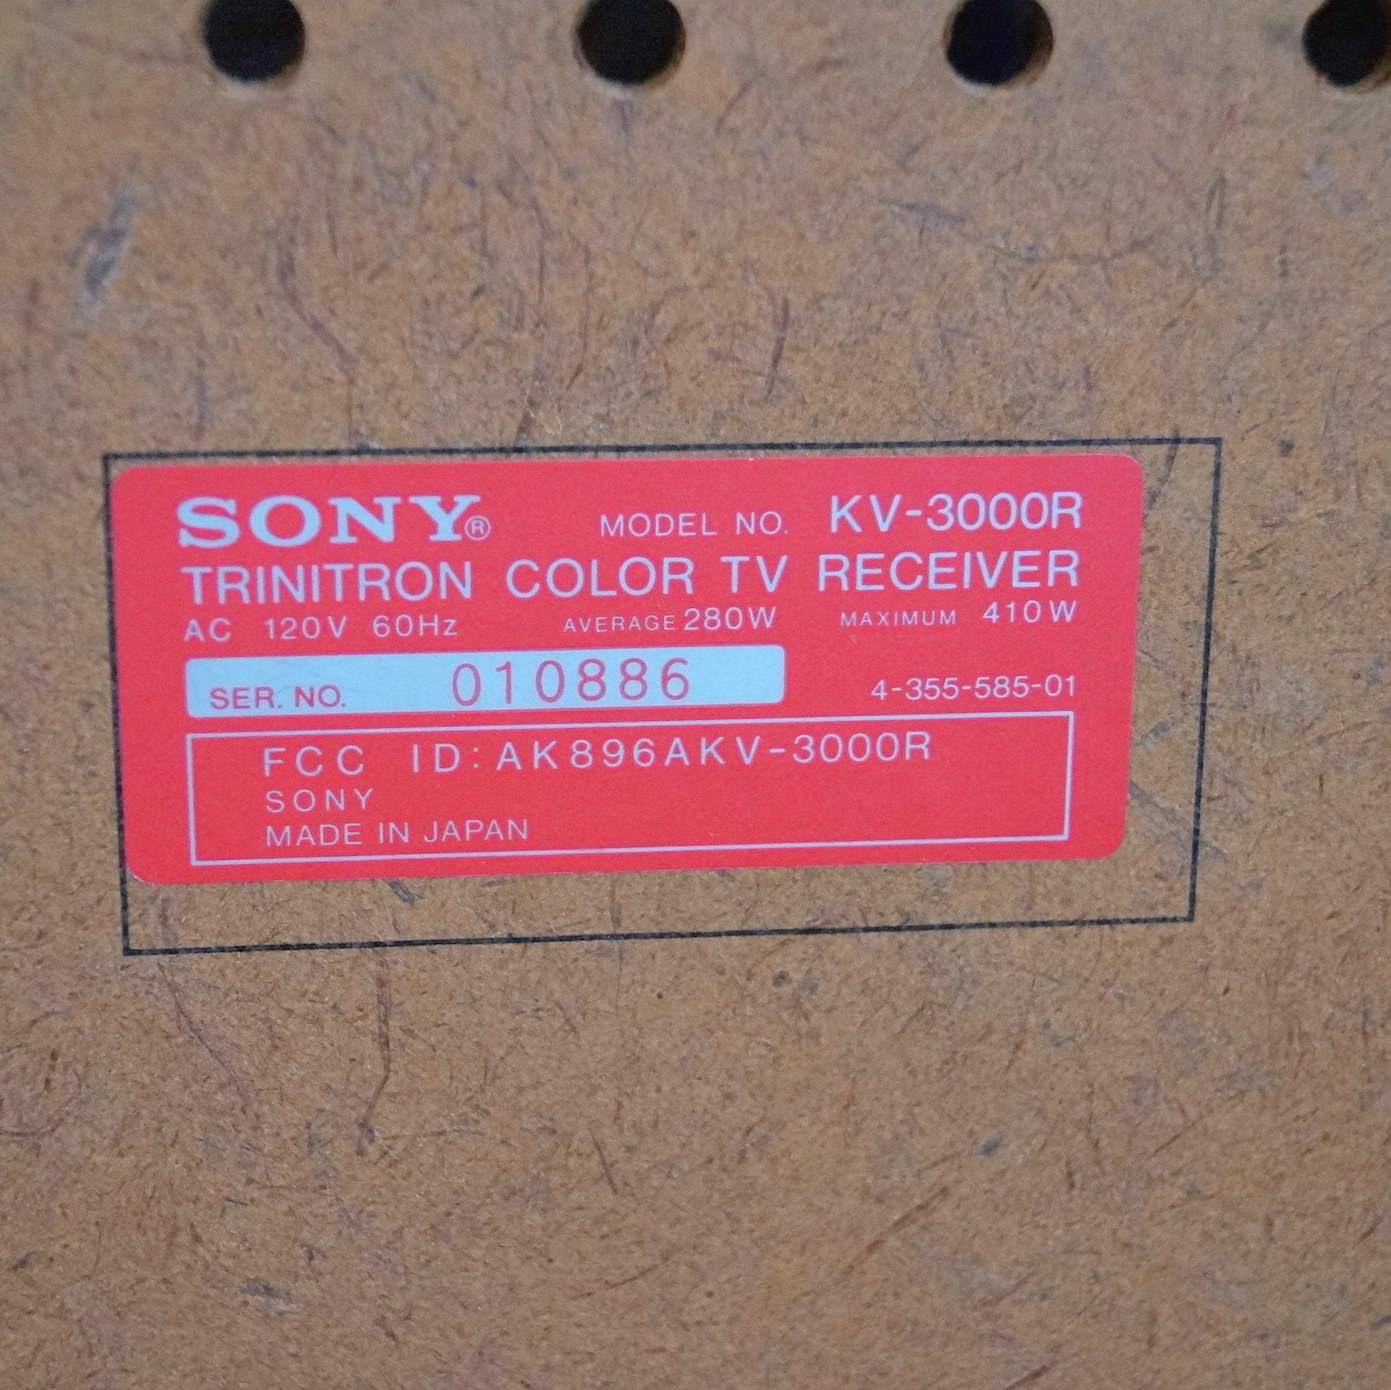 SONY® MODEL NO. KV-3000R
TRINITRON COLOR TV RECEIVER
AC 120V 60Hz AVERAGE 280W MAXIMUM 410W
SER. NO. 010886 4-355-585-01
FCC ID: AK896AKV-3000R
SONY
MADE IN JAPAN